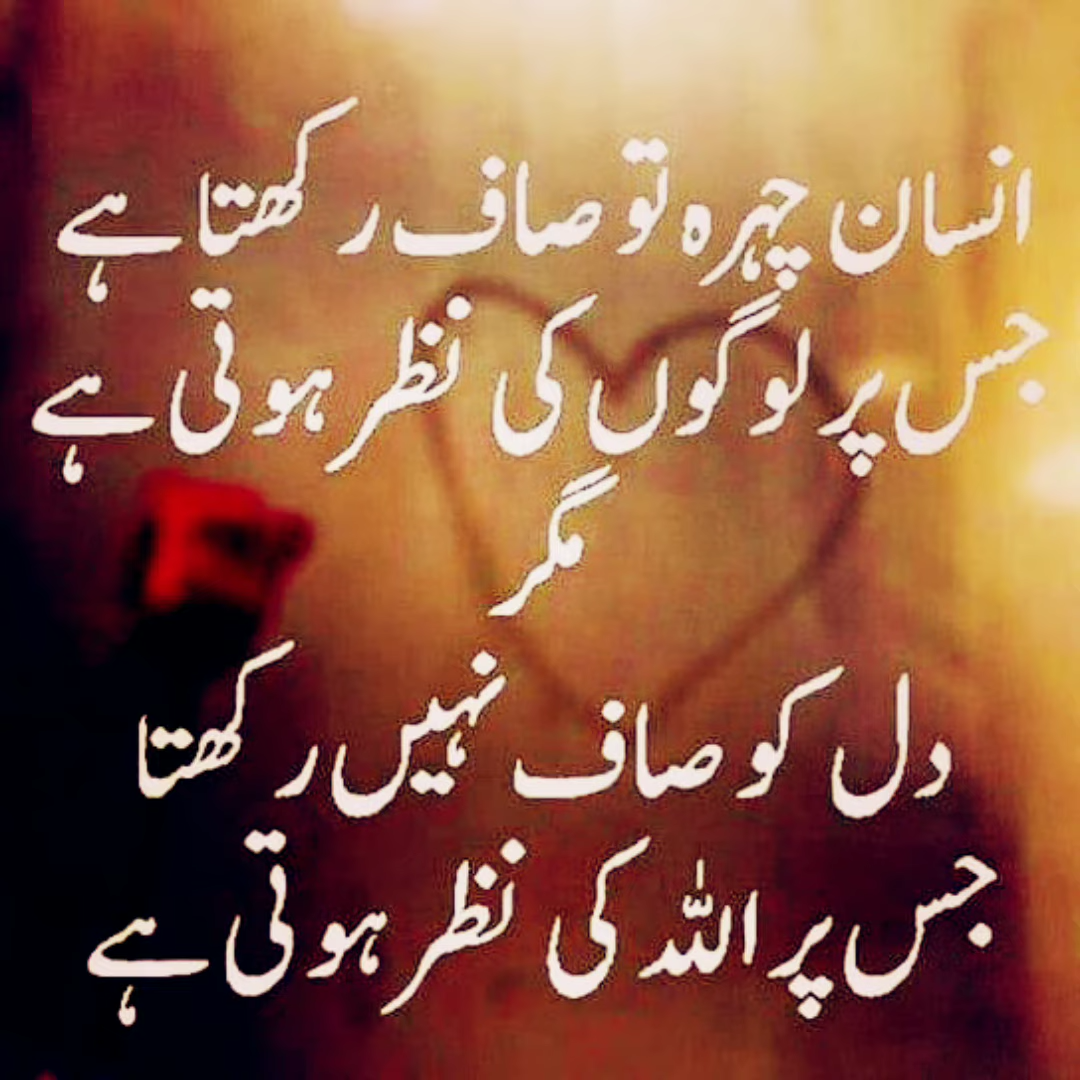 انسان چہرہ تو صاف رکھتا ہے
جس پر لوگوں کی نظر ہوتی ہے
مگر
دل کو صاف نہیں رکھتا
جس پر اللہ کی نظر ہوتی ہے